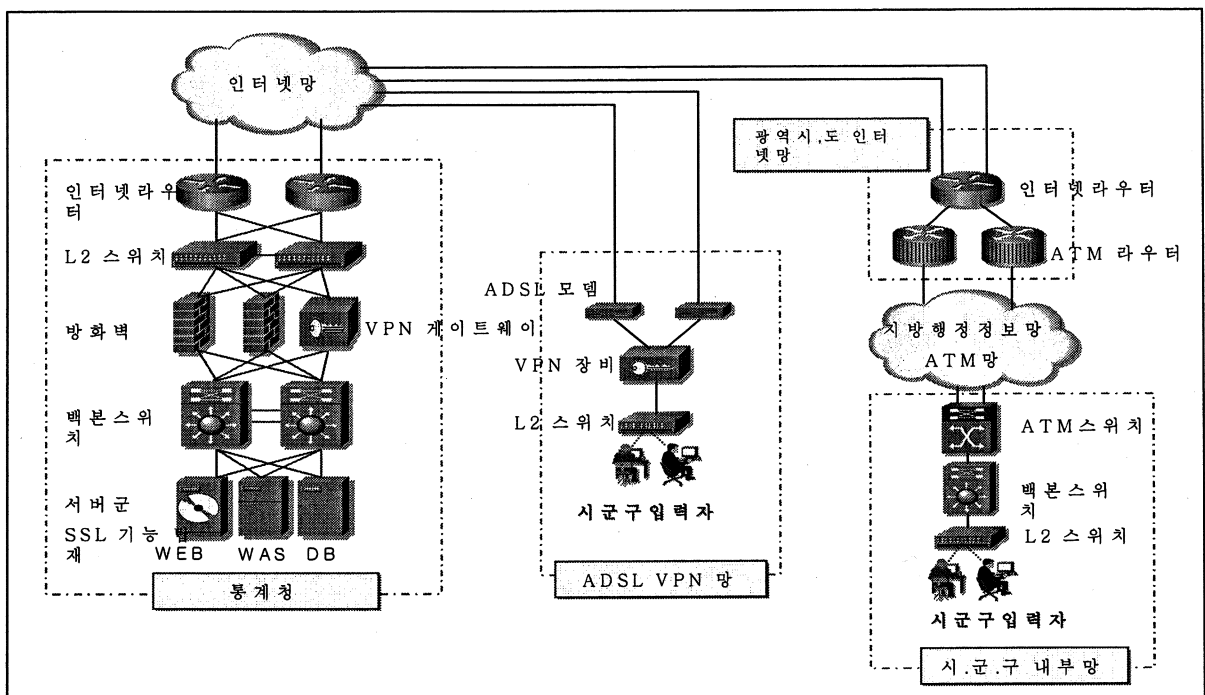 인터넷망
광역시,도 인터
넷망
인터넷라우
터
인터넷라우터
L2 스위치
ATM 라우터
ADSL 모뎀
방화벽
VPN 게이트웨이
지방행정정보망
ATM망
VPN 장비
백본스위
치
L2 스위치
ATM스위치
시군구입력자
백본스위
치
서버군
SSL 기능 탑
재
WEB
WAS
DB
L2 스위치
통계청
ADSL VPN 망
시군구입력자
시.군.구 내부망